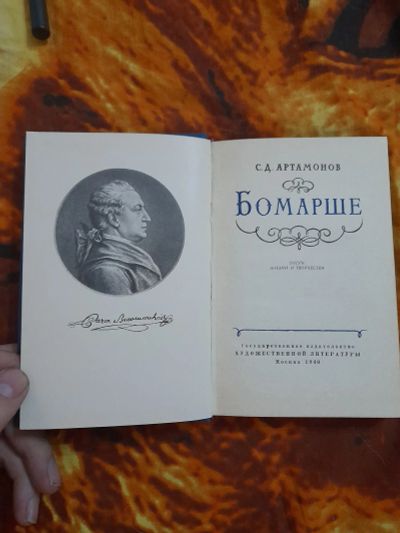 С.Д. АРТАМОНОВ
БОМАРШЕ
ОЧЕРК
ЖИЗНИ И ТВОРЧЕСТВА
ГОСУДАРСТВЕННОЕ ИЗДАТЕЛЬСТВО
ХУДОЖЕСТВЕННОЙ ЛИТЕРАТУРЫ
Москва 1960